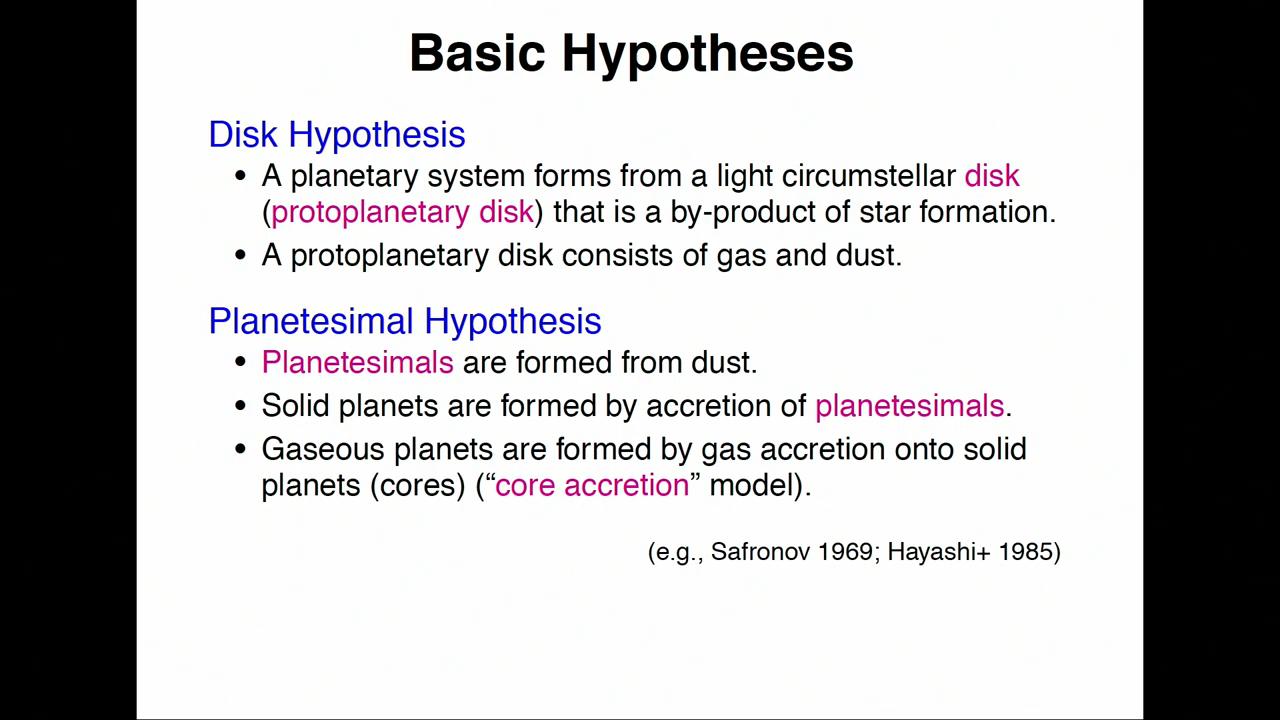 Basic Hypotheses
Disk Hypothesis
• A planetary system forms from a light circumstellar disk
(protoplanetary disk) that is a by-product of star formation.
• A protoplanetary disk consists of gas and dust.
Planetesimal Hypothesis
• Planetesimals are formed from dust.
• Solid planets are formed by accretion of planetesimals.
• Gaseous planets are formed by gas accretion onto solid
planets (cores) (“core accretion” model).
(e.g., Safronov 1969; Hayashi+ 1985)